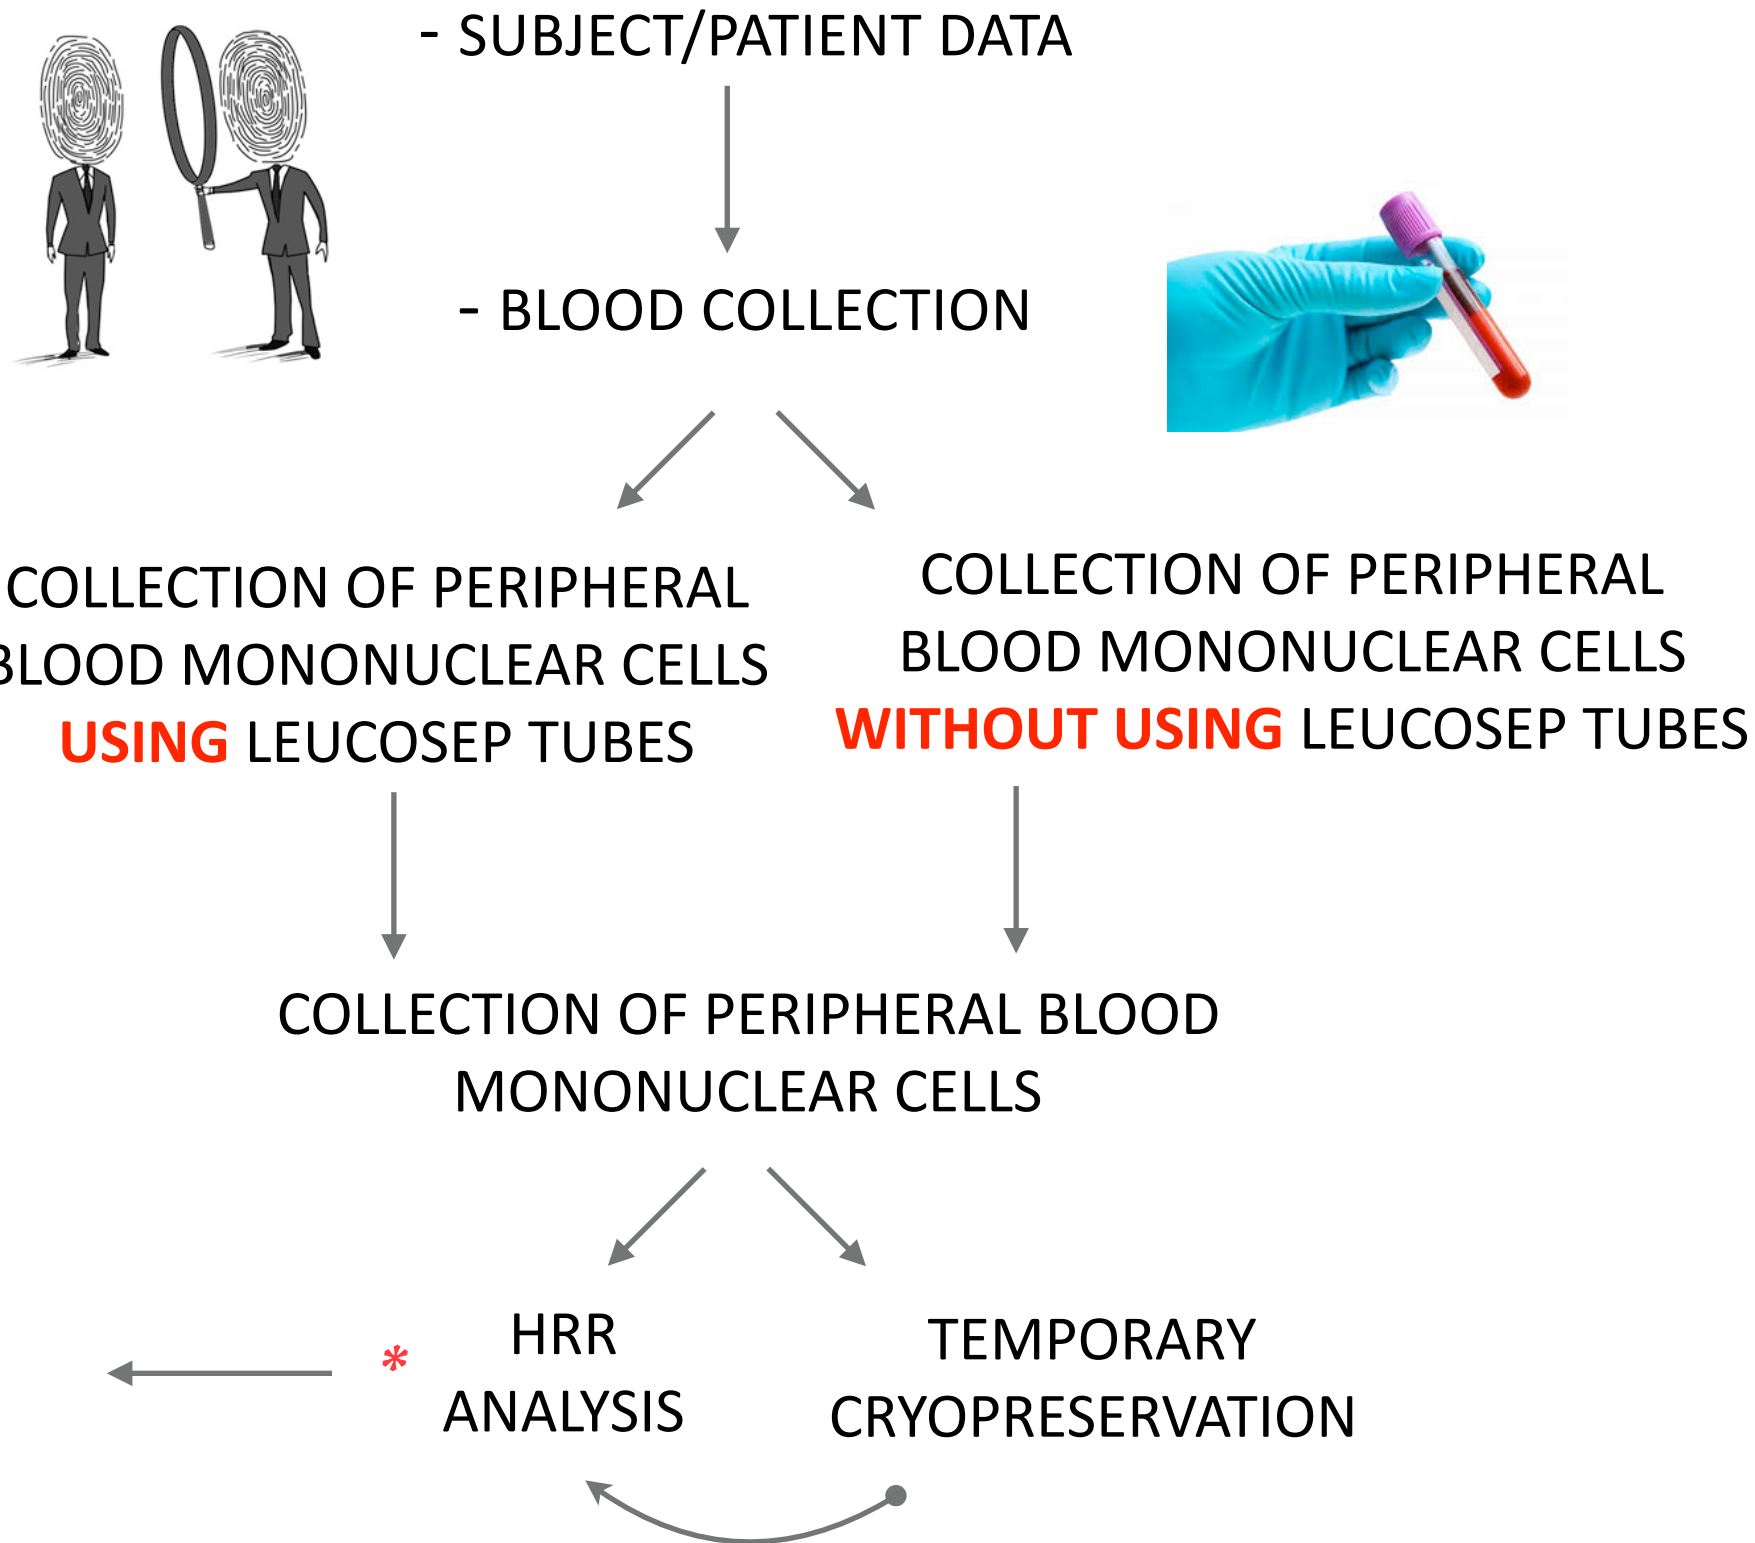 - SUBJECT/PATIENT DATA
- BLOOD COLLECTION
COLLECTION OF PERIPHERAL
BLOOD MONONUCLEAR CELLS
USING LEUCOSEP TUBES
COLLECTION OF PERIPHERAL
BLOOD MONONUCLEAR CELLS
WITHOUT USING LEUCOSEP TUBES
COLLECTION OF PERIPHERAL BLOOD
MONONUCLEAR CELLS
* HRR
ANALYSIS
TEMPORARY
CRYOPRESERVATION